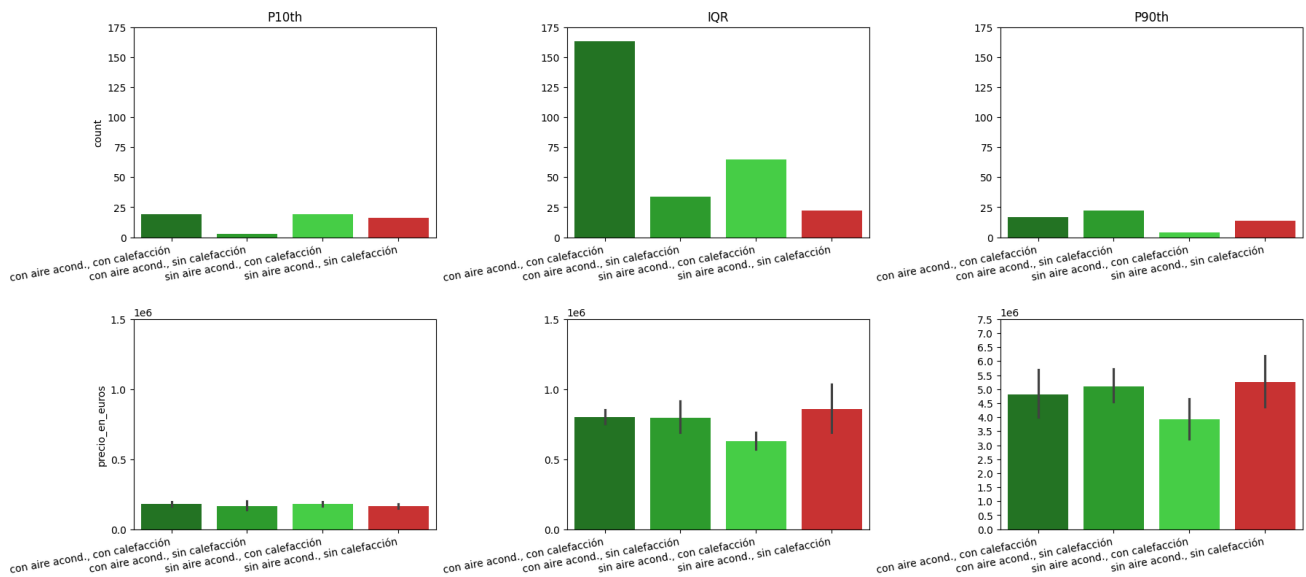 P10th
175
150
125
100
75
50
25
0
count
con aire acond., con calefacción
con aire acond., sin calefacción
sin aire acond., con calefacción
sin aire acond., sin calefacción
IQR
175
150
125
100
75
50
25
0
con aire acond., con calefacción
con aire acond., sin calefacción
sin aire acond., con calefacción
sin aire acond., sin calefacción
P90th
175
150
125
100
75
50
25
0
con aire acond., con calefacción
con aire acond., sin calefacción
sin aire acond., con calefacción
sin aire acond., sin calefacción
1e6
1.5
1.0
0.5
0.0
precio_en_euros
con aire acond., con calefacción
con aire acond., sin calefacción
sin aire acond., con calefacción
sin aire acond., sin calefacción
1e6
1.5
1.0
0.5
0.0
con aire acond., con calefacción
con aire acond., sin calefacción
sin aire acond., con calefacción
sin aire acond., sin calefacción
1e6
7.5
7.0
6.5
6.0
5.5
5.0
4.5
4.0
3.5
3.0
2.5
2.0
1.5
1.0
0.5
0.0
con aire acond., con calefacción
con aire acond., sin calefacción
sin aire acond., con calefacción
sin aire acond., sin calefacción